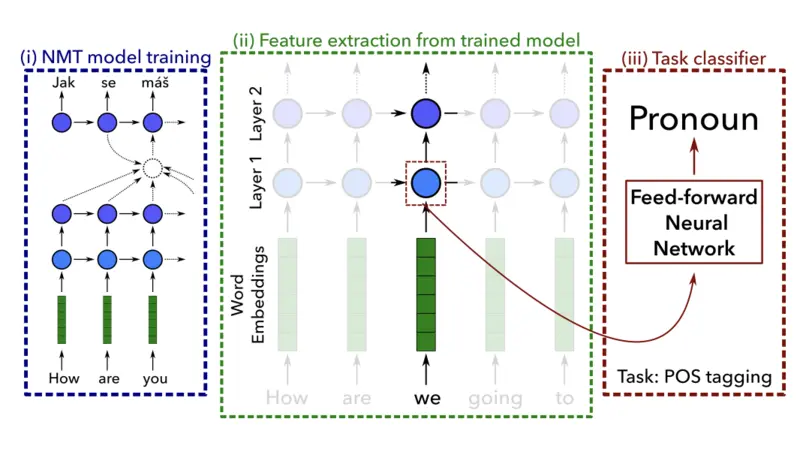 (i) NMT model training
Jak se máš
How are you
(ii) Feature extraction from trained model
Layer 2
Layer 1
Word
Embeddings
How are we going to
(iii) Task classifier
Pronoun
Feed-forward
Neural
Network
Task: POS tagging